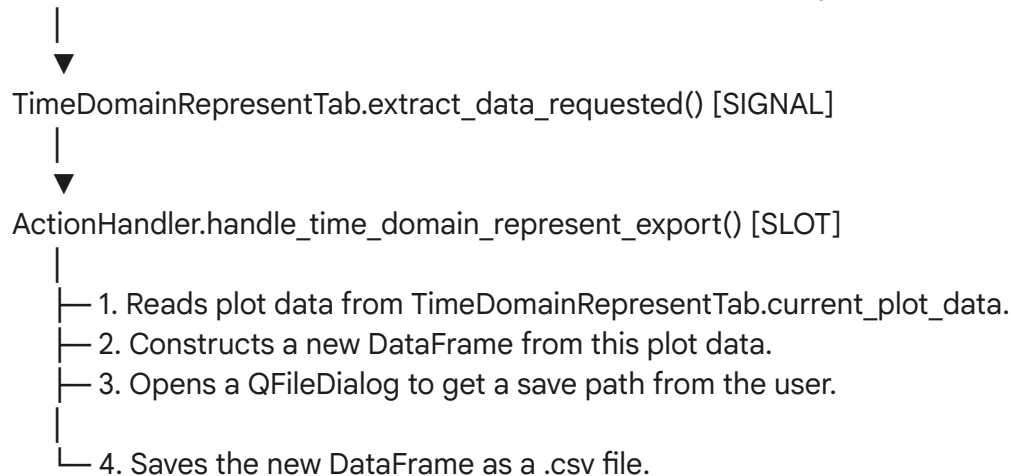 TimeDomainRepresentTab.extract_data_requested() [SIGNAL]
ActionHandler.handle_time_domain_represent_export() [SLOT]
1. Reads plot data from TimeDomainRepresentTab.current_plot_data.
2. Constructs a new DataFrame from this plot data.
3. Opens a QFileDialog to get a save path from the user.
4. Saves the new DataFrame as a .csv file.